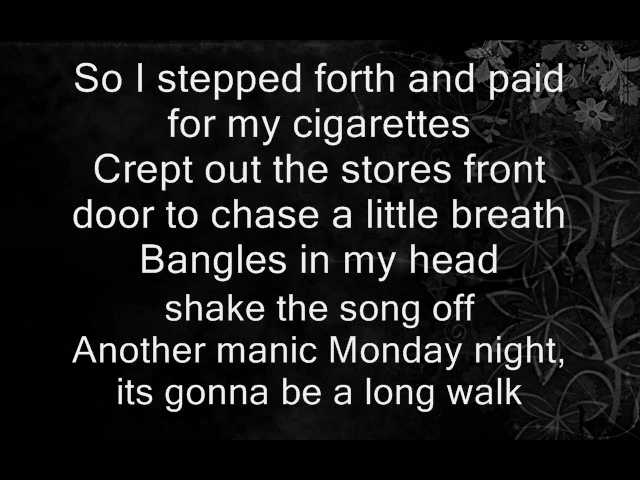 So I stepped forth and paid
for my cigarettes
Crept out the stores front
door to chase a little breath
Bangles in my head
shake the song off
Another manic Monday night,
its gonna be a long walk